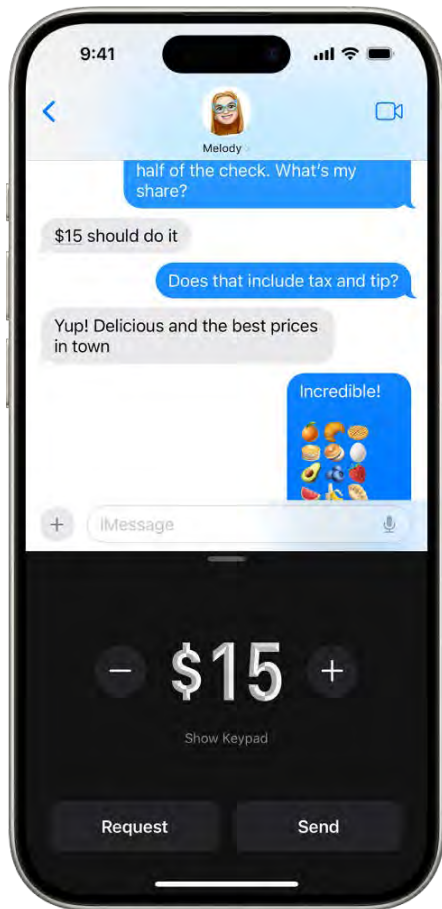 9:41
Melody
half of the check. What's my
share?
$15 should do it
Does that include tax and tip?
Yup! Delicious and the best prices
in town
Incredible!
iMessage
$15
Show Keypad
Request
Send